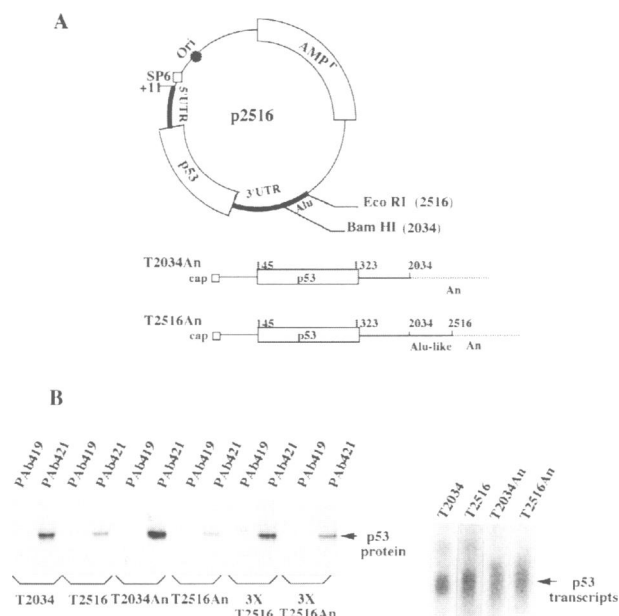 A
Ori
AMP r
SP6
+11
5'UTR
p2516
p53
3'UTR
Alu
Eco RI (2516)
Bam HI (2034)
T2034An
145
1323
2034
cap
p53
An
T2516An
145
1323
2034
2516
cap
p53
Alu-like
An
B
PAb419
PAb421
PAb419
PAb421
PAb419
PAb421
PAb419
PAb421
PAb419
PAb421
PAb419
PAb421
p53
protein
T2034
T2516
T2034An
T2516An
3X
T2516
3X
T2516An
T2034
T2516
T2034An
T2516An
p53
transcripts